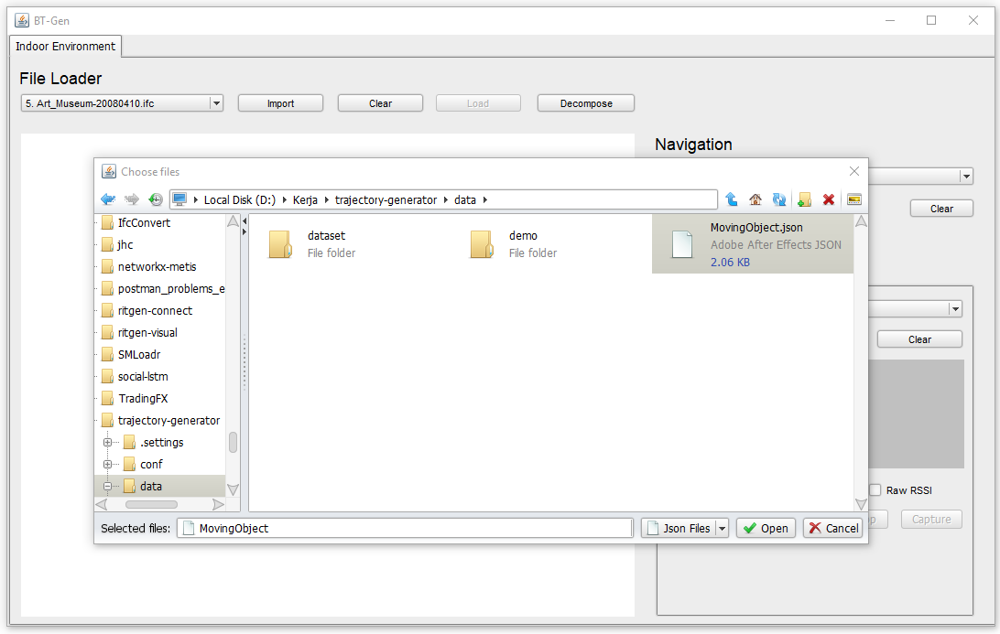 BT-Gen
Indoor Environment
File Loader
5. Art_Museum-20080410.ifc
Import
Clear
Load
Decompose
Navigation
Clear
Choose files
Local Disk (D:)
Kerja
trajectory-generator
data
IfcConvert
jhc
networkx-metis
postman_problems_e
ritgen-connect
ritgen-visual
SMLoadr
social-lstm
TradingFX
trajectory-generator
.settings
conf
data
dataset
File folder
demo
File folder
MovingObject.json
Adobe After Effects JSON
2.06 KB
Clear
Raw RSSI
Capture
Selected files:
MovingObject
Json Files
Open
Cancel